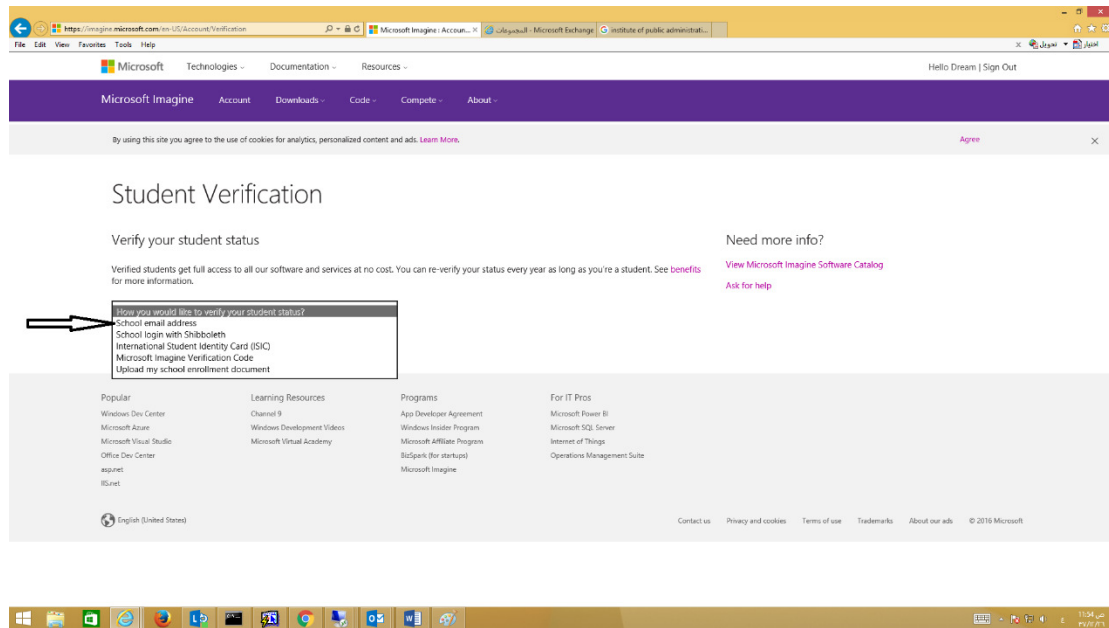 https://imagine.microsoft.com/en-US/Account/Verification
Microsoft Imagine : Accoun...
المجموعات - Microsoft Exchange
institute of public administrati...
File Edit View Favorites Tools Help
تحويل
اختيار
Microsoft Technologies Documentation Resources
Hello Dream | Sign Out
Microsoft Imagine Account Downloads Code Compete About
By using this site you agree to the use of cookies for analytics, personalized content and ads. Learn More.
Agree
Student Verification
Verify your student status
Verified students get full access to all our software and services at no cost. You can re-verify your status every year as long as you're a student. See benefits
for more information.
How you would like to verify your student status?
School email address
School login with Shibboleth
International Student Identity Card (ISIC)
Microsoft Imagine Verification Code
Upload my school enrollment document
Need more info?
View Microsoft Imagine Software Catalog
Ask for help
Popular
Windows Dev Center
Microsoft Azure
Microsoft Visual Studio
Office Dev Center
asp.net
IIS.net
Learning Resources
Channel 9
Windows Development Videos
Microsoft Virtual Academy
Programs
App Developer Agreement
Windows Insider Program
Microsoft Affiliate Program
BizSpark (for startups)
Microsoft Imagine
For IT Pros
Microsoft Power BI
Microsoft SQL Server
Internet of Things
Operations Management Suite
English (United States)
Contact us Privacy and cookies Terms of use Trademarks About our ads © 2016 Microsoft
11:54 ص